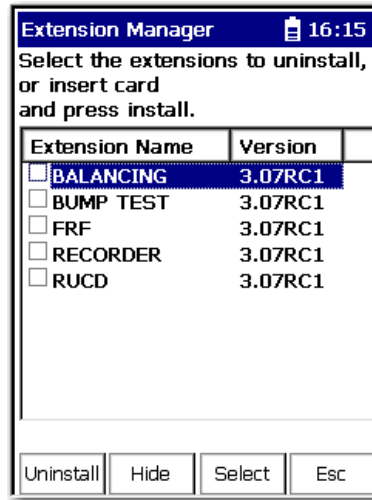 Extension Manager 16:15
Select the extensions to uninstall,
or insert card
and press install.
Extension Name Version
BALANCING 3.07RC1
BUMP TEST 3.07RC1
FRF 3.07RC1
RECORDER 3.07RC1
RUCD 3.07RC1
Uninstall Hide Select Esc